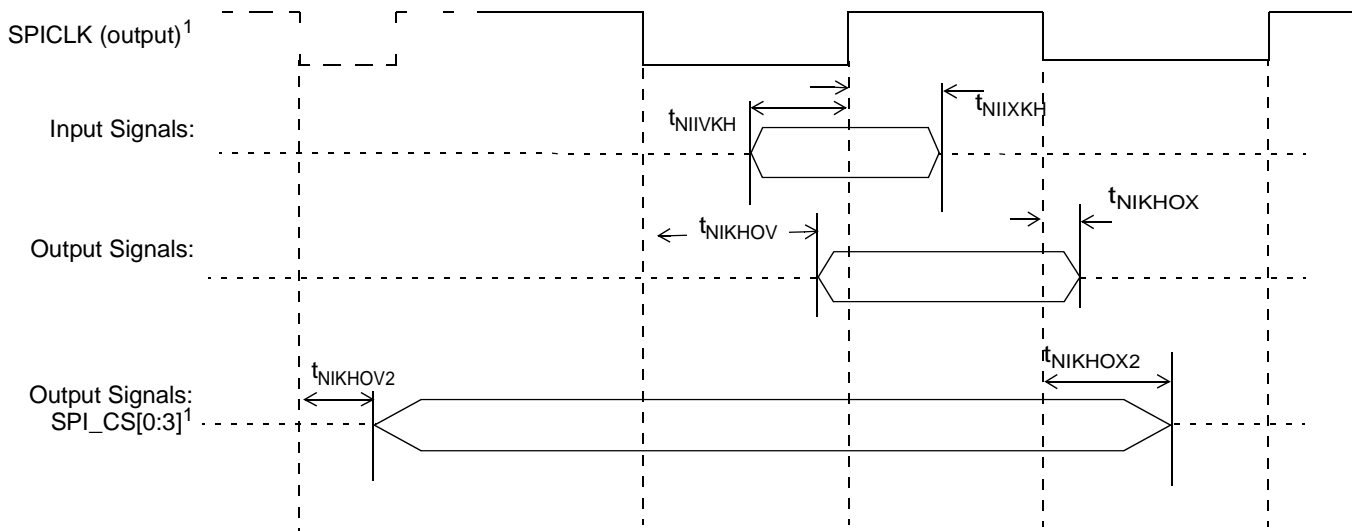 SPICLK (output)1
tNIIVKH
tNIIXKH
Input Signals:
tNIKHOX
tNIKHOV
Output Signals:
tNIKHOV2
tNIKHOX2
Output Signals:
SPI_CS[0:3]1